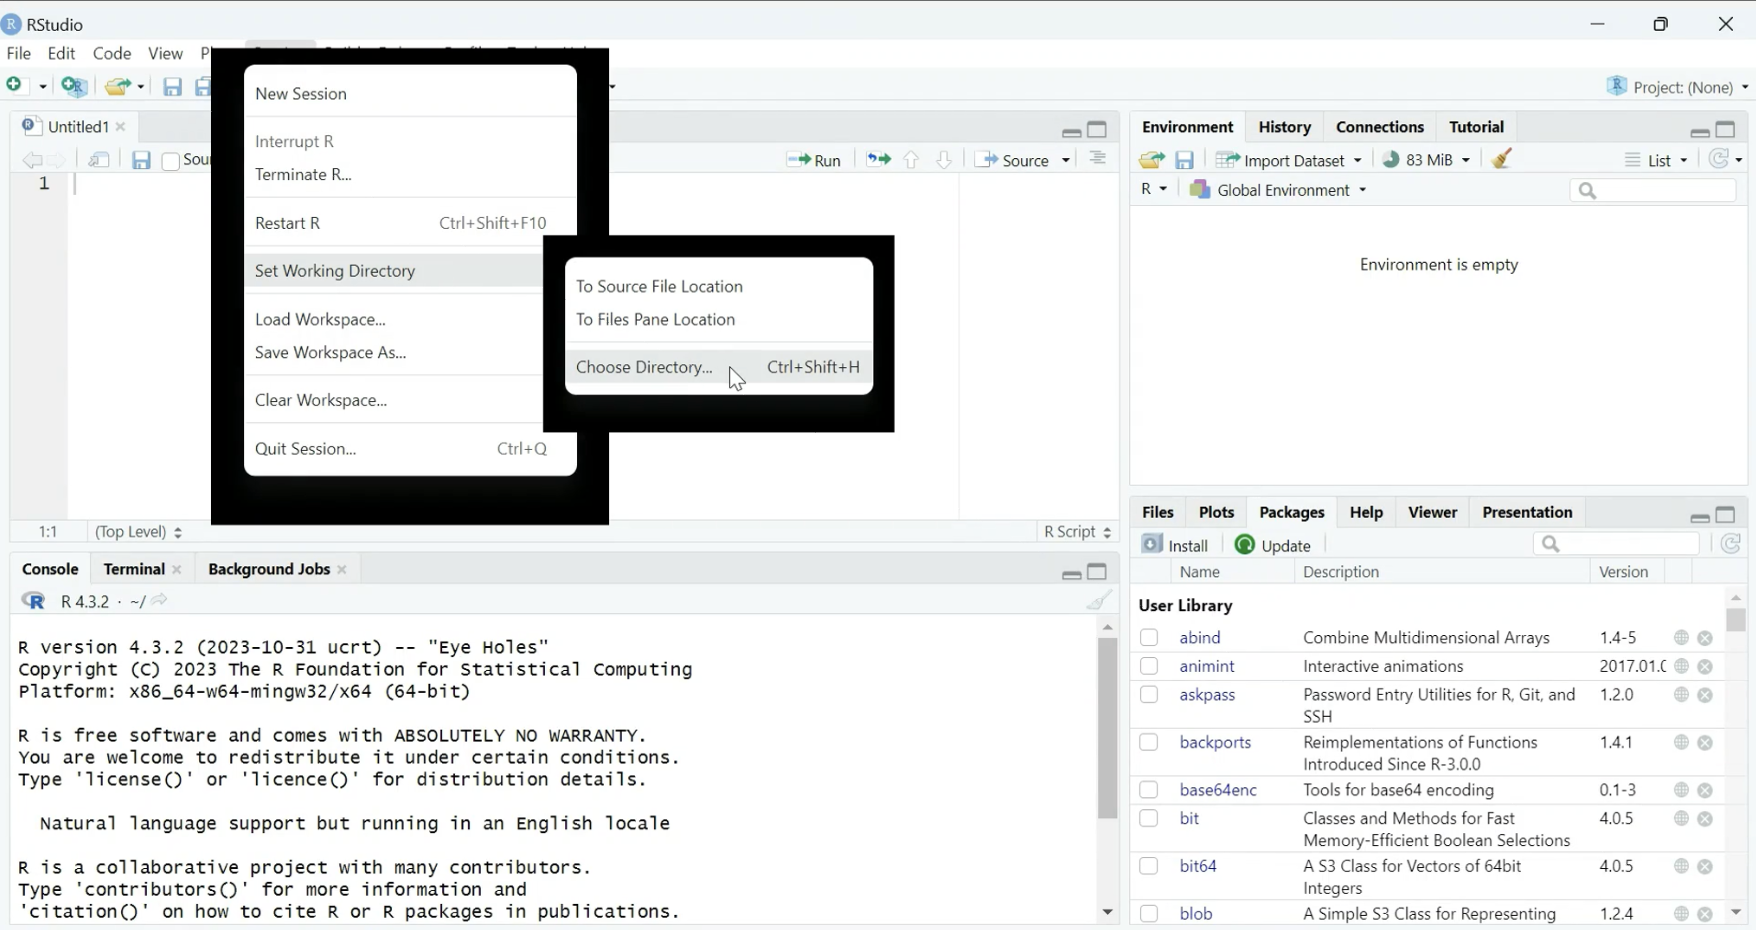 RStudio
File Edit Code View
Project: (None)
Untitled1
Run Source
1
1:1 (Top Level) R Script
New Session
Interrupt R
Terminate R...
Restart R Ctrl+Shift+F10
Set Working Directory
Load Workspace...
Save Workspace As...
Clear Workspace...
Quit Session... Ctrl+Q
To Source File Location
To Files Pane Location
Choose Directory... Ctrl+Shift+H
Console Terminal Background Jobs
R 4.3.2 · ~/
R version 4.3.2 (2023-10-31 ucrt) -- "Eye Holes"
Copyright (C) 2023 The R Foundation for Statistical Computing
Platform: x86_64-w64-mingw32/x64 (64-bit)
R is free software and comes with ABSOLUTELY NO WARRANTY.
You are welcome to redistribute it under certain conditions.
Type 'license()' or 'licence()' for distribution details.
Natural language support but running in an English locale
R is a collaborative project with many contributors.
Type 'contributors()' for more information and
'citation()' on how to cite R or R packages in publications.
Environment History Connections Tutorial
Import Dataset 83 MiB List
R Global Environment
Environment is empty
Files Plots Packages Help Viewer Presentation
Install Update
Name Description Version
User Library
abind Combine Multidimensional Arrays 1.4-5
animint Interactive animations 2017.01.0
askpass Password Entry Utilities for R, Git, and 1.2.0
SSH
backports Reimplementations of Functions 1.4.1
Introduced Since R-3.0.0
base64enc Tools for base64 encoding 0.1-3
bit Classes and Methods for Fast 4.0.5
Memory-Efficient Boolean Selections
bit64 A S3 Class for Vectors of 64bit 4.0.5
Integers
blob A Simple S3 Class for Representing 1.2.4